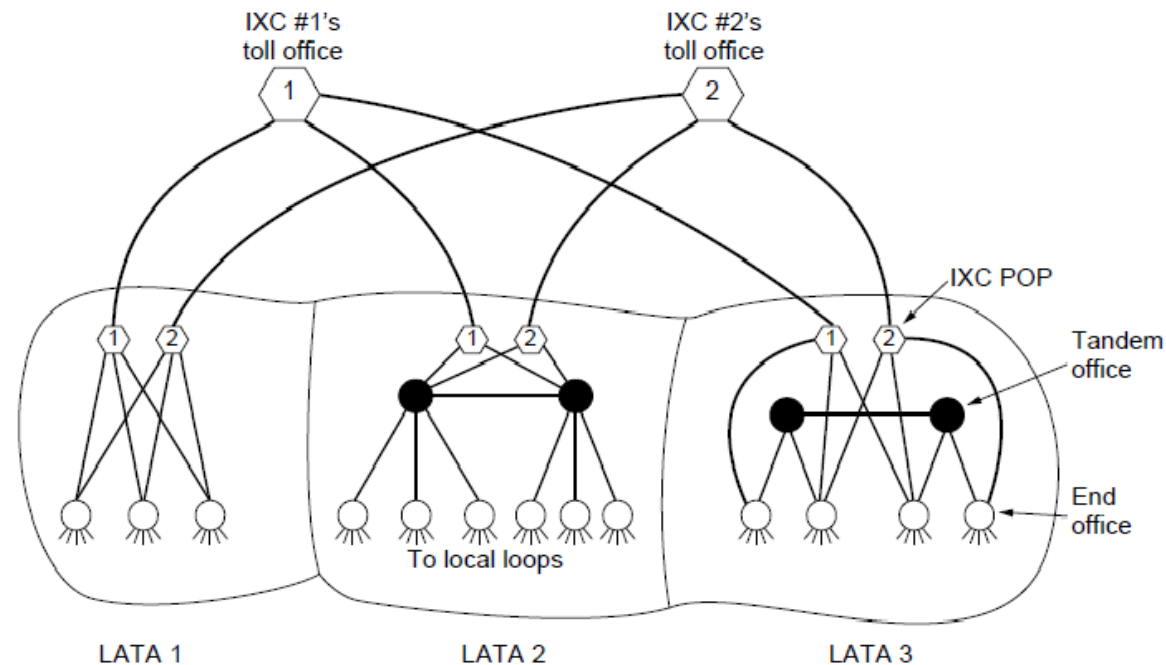 IXC #1's
toll office
IXC #2's
toll office
1
2
IXC POP
1
2
1
2
1
2
Tandem
office
End
office
To local loops
LATA 1
LATA 2
LATA 3